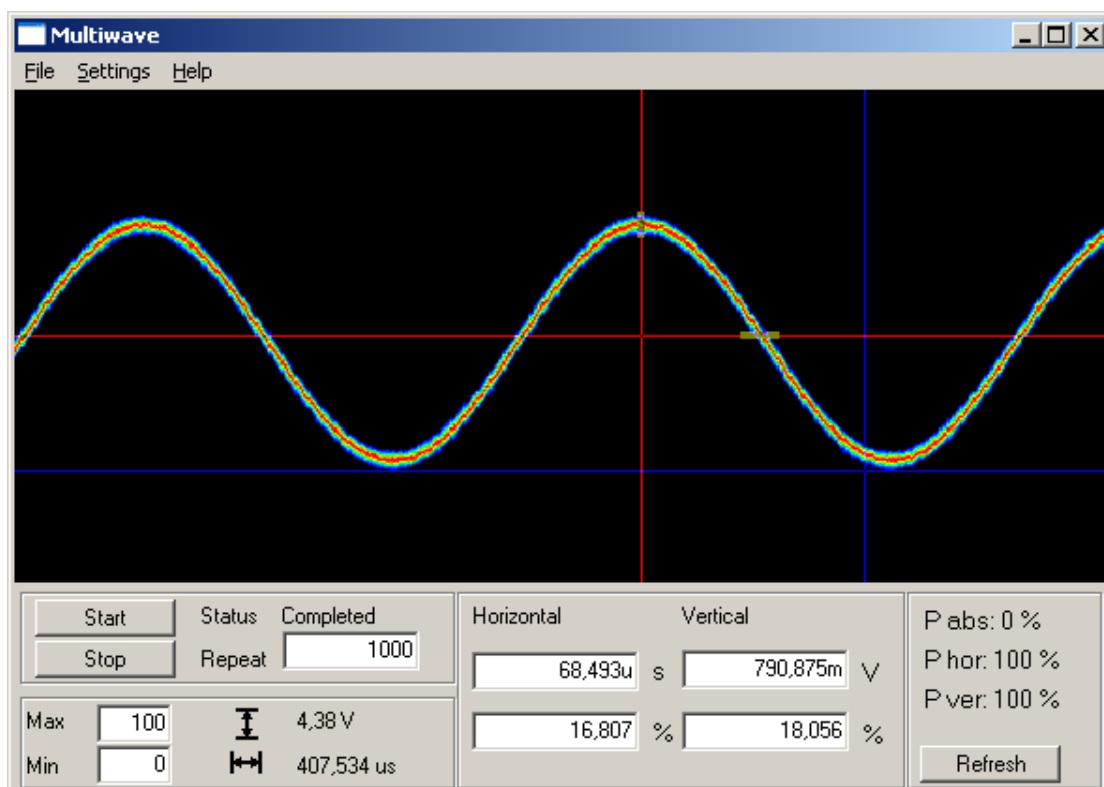 Multiwave
File Settings Help
Start Status Completed
Stop Repeat 1000
Max 100 4,38 V
Min 0 407,534 us
Horizontal Vertical
68,493u s 790,875m V
16,807 % 18,056 %
P abs: 0 %
P hor: 100 %
P ver: 100 %
Refresh